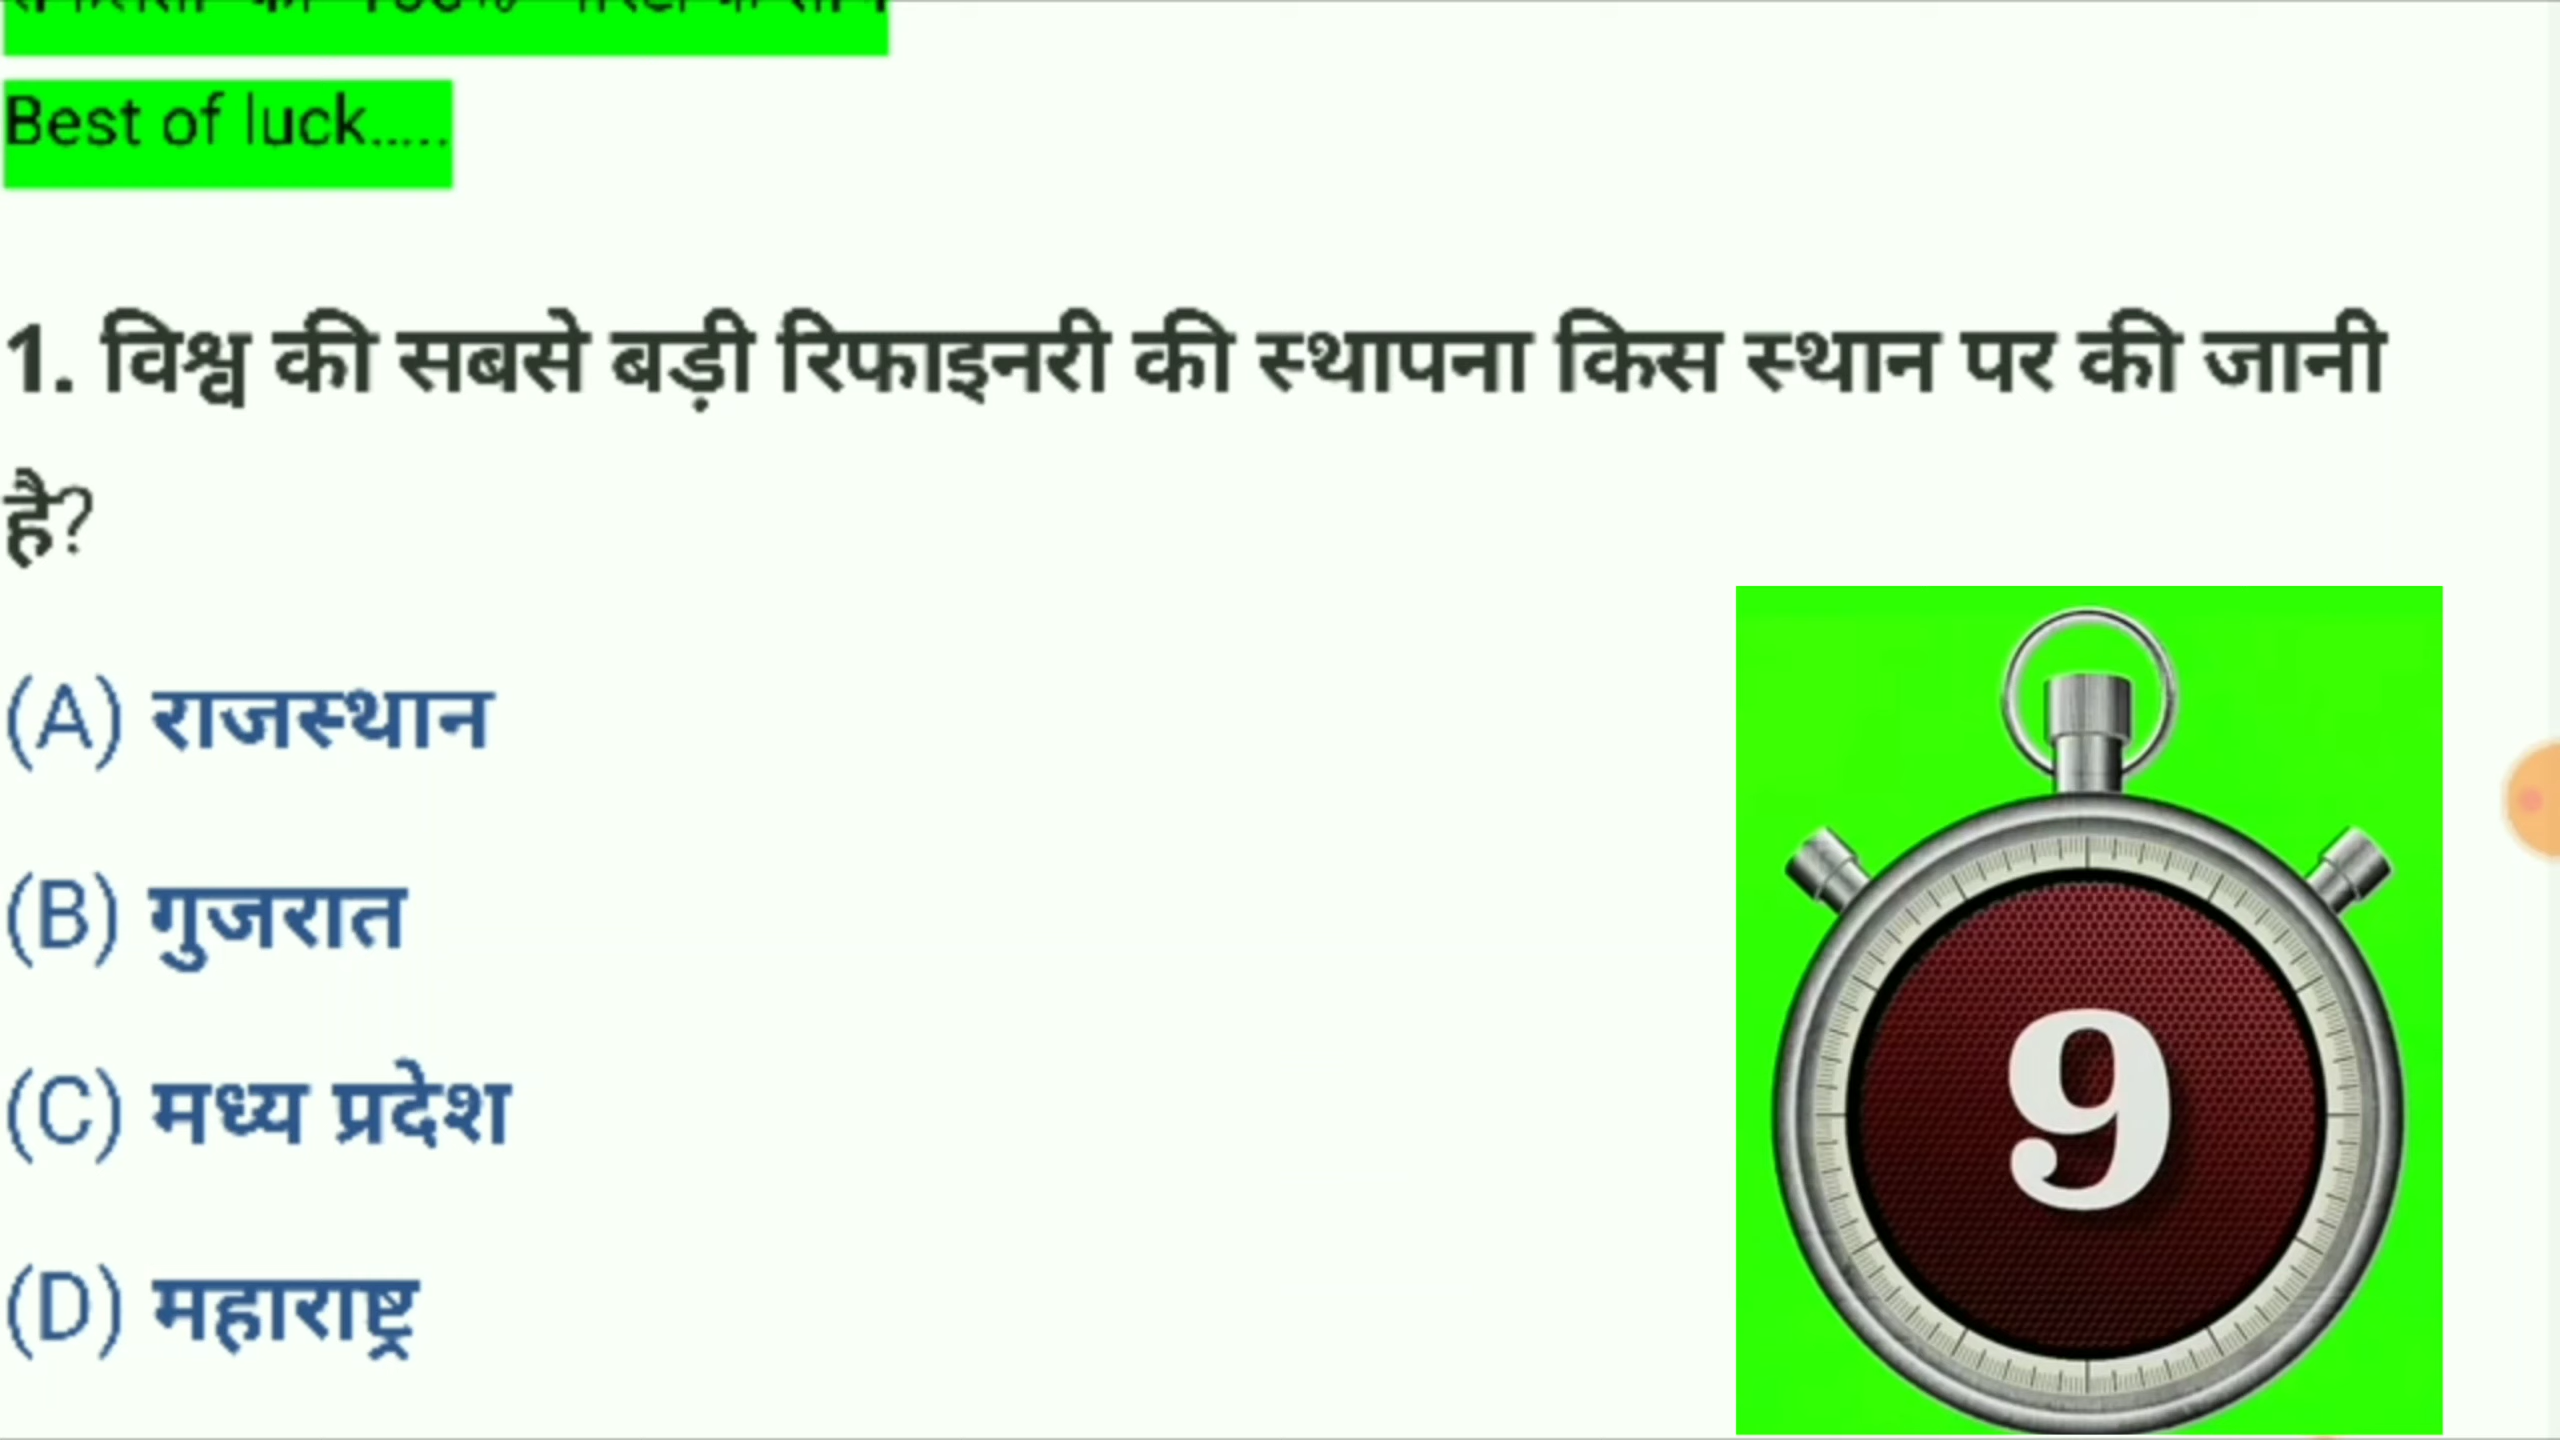 Best of luck.....
1. विश्व की सबसे बड़ी रिफाइनरी की स्थापना किस स्थान पर की जानी
है?
(A) राजस्थान
(B) गुजरात
(C) मध्य प्रदेश
(D) महाराष्ट्र
9